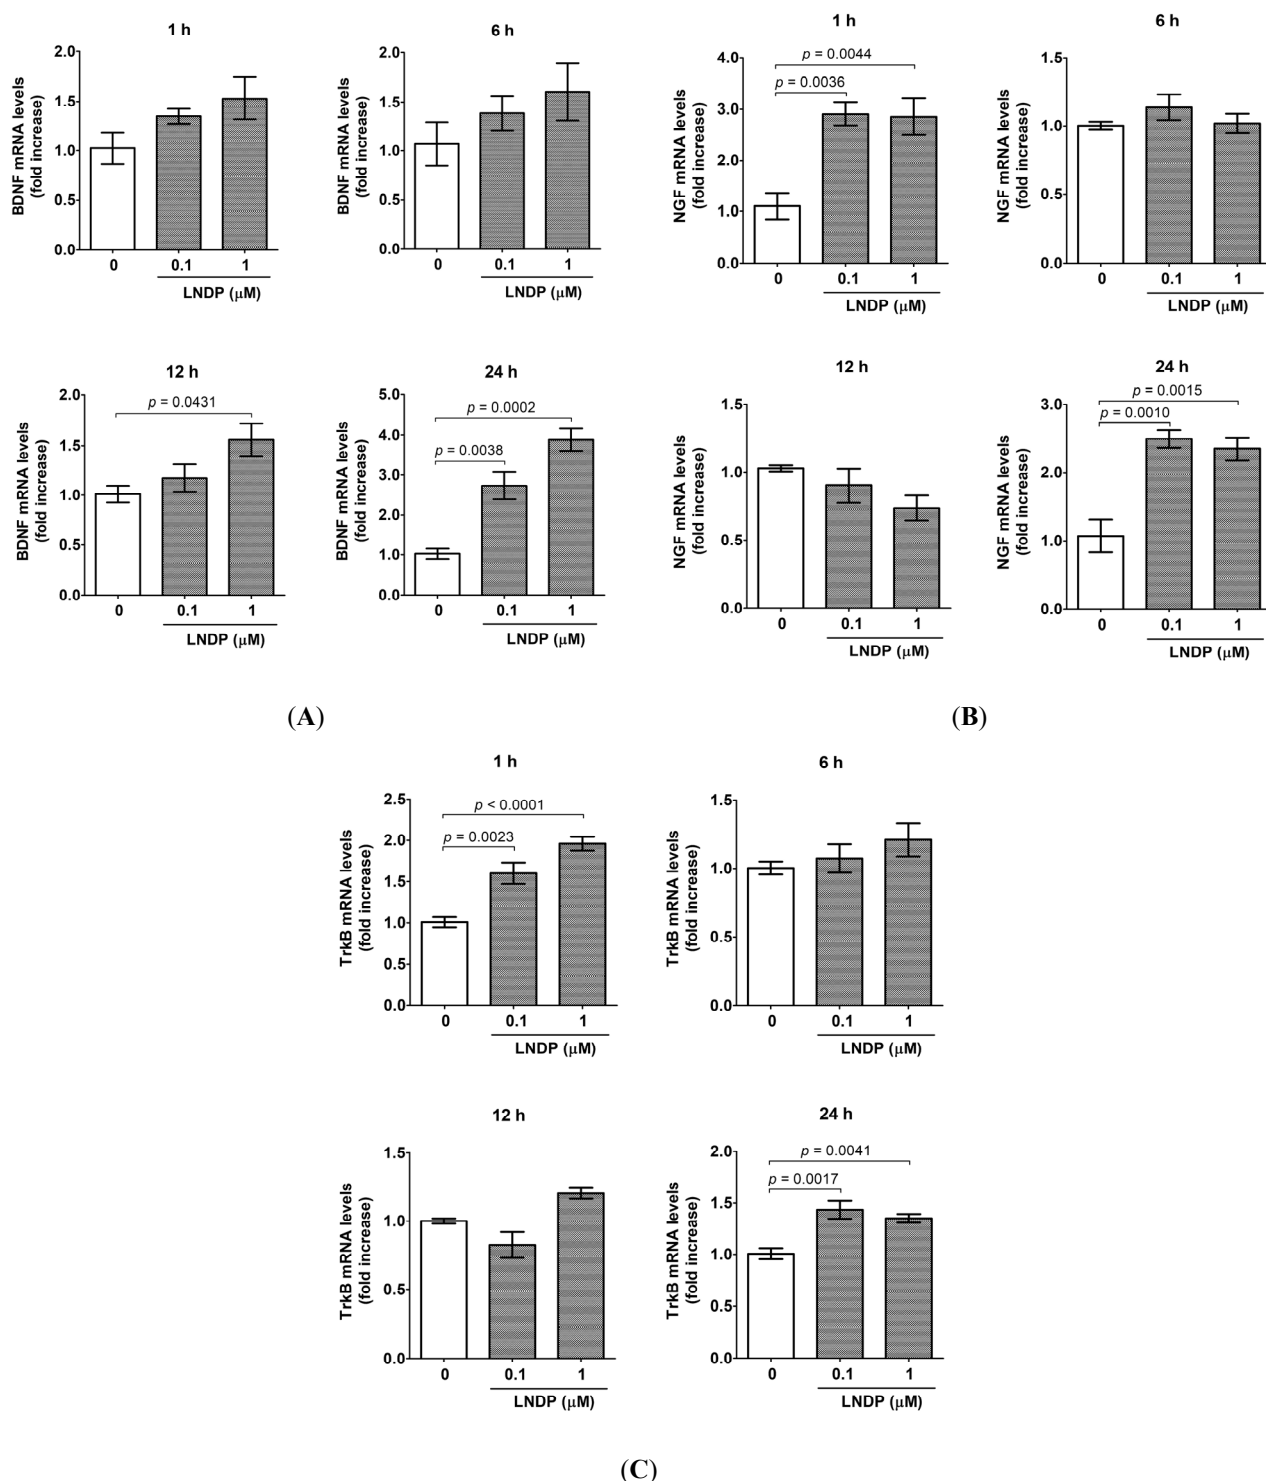 1 h
BDNF mRNA levels
(fold increase)
2.0
1.5
1.0
0.5
0.0
0
0.1
1
LNDP (μM)
6 h
BDNF mRNA levels
(fold increase)
2.0
1.5
1.0
0.5
0.0
0
0.1
1
LNDP (μM)
12 h
BDNF mRNA levels
(fold increase)
2.0
1.5
1.0
0.5
0.0
p = 0.0431
0
0.1
1
LNDP (μM)
24 h
BDNF mRNA levels
(fold increase)
5.0
4.0
3.0
2.0
1.0
0.0
p = 0.0002
p = 0.0038
0
0.1
1
LNDP (μM)
(A)
1 h
NGF mRNA levels
(fold increase)
4.0
3.0
2.0
1.0
0.0
p = 0.0044
p = 0.0036
0
0.1
1
LNDP (μM)
6 h
NGF mRNA levels
(fold increase)
1.5
1.0
0.5
0.0
0
0.1
1
LNDP (μM)
12 h
NGF mRNA levels
(fold increase)
1.5
1.0
0.5
0.0
0
0.1
1
LNDP (μM)
24 h
NGF mRNA levels
(fold increase)
3.0
2.0
1.0
0.0
p = 0.0015
p = 0.0010
0
0.1
1
LNDP (μM)
(B)
1 h
TrkB mRNA levels
(fold increase)
2.5
2.0
1.5
1.0
0.5
0.0
p < 0.0001
p = 0.0023
0
0.1
1
LNDP (μM)
6 h
TrkB mRNA levels
(fold increase)
1.5
1.0
0.5
0.0
0
0.1
1
LNDP (μM)
12 h
TrkB mRNA levels
(fold increase)
1.5
1.0
0.5
0.0
0
0.1
1
LNDP (μM)
24 h
TrkB mRNA levels
(fold increase)
2.0
1.5
1.0
0.5
0.0
p = 0.0041
p = 0.0017
0
0.1
1
LNDP (μM)
(C)